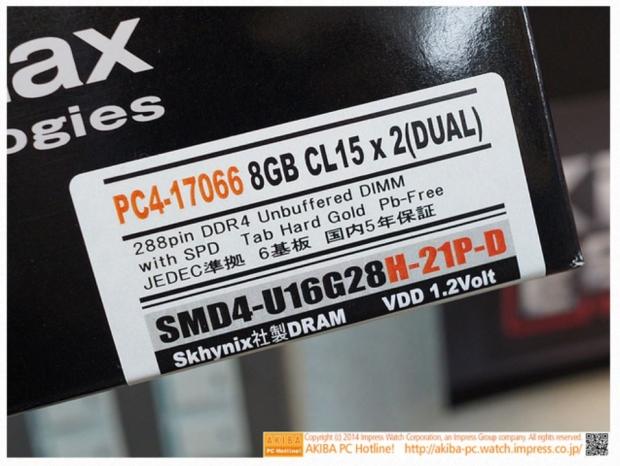 ax
ogies
PC4-17066 8GB CL15 x 2(DUAL)
288pin DDR4 Unbuffered DIMM
with SPD Tab Hard Gold Pb-Free
JEDEC準拠 6基板 国内5年保証
SMD4-U16G28H-21P-D
Skhynix社製DRAM VDD 1.2Volt
AKIBA PC Hotline!
Copyright (c) 2014 Impress Watch Corporation, an Impress Group company. All rights reserved.
AKIBA PC Hotline! http://akiba-pc.watch.impress.co.jp/